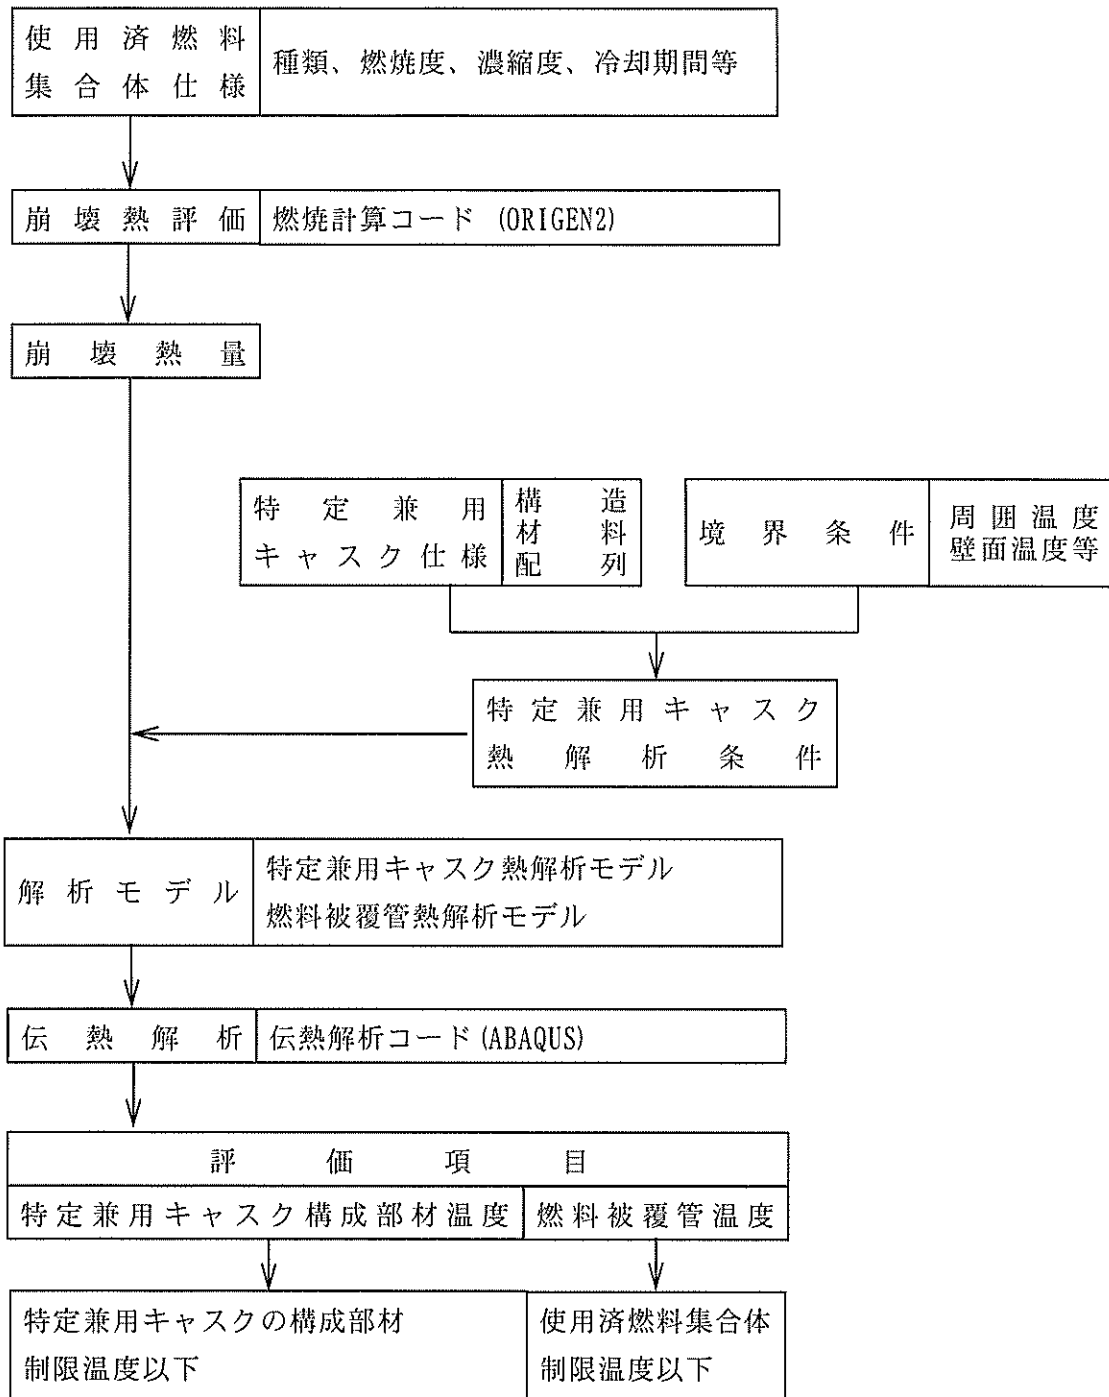 使用済燃料
集合体仕様
種類、燃焼度、濃縮度、冷却期間等
崩壊熱評価
燃焼計算コード (ORIGEN2)
崩壊熱量
特定兼用
キャスク仕様
構造
材料
配列
境界条件
周囲温度
壁面温度等
特定兼用キャスク
熱解析条件
解析モデル
特定兼用キャスク熱解析モデル
燃料被覆管熱解析モデル
伝熱解析
伝熱解析コード(ABAQUS)
評価項目
特定兼用キャスク構成部材温度
燃料被覆管温度
特定兼用キャスクの構成部材
制限温度以下
使用済燃料集合体
制限温度以下